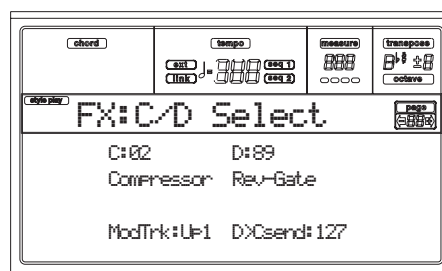 chord tempo measure transpose
ext seq 1
link seq 2
octave
style play page
FX:C/D Select
C:02 D:89
Compressor Rev-Gate
ModTrk:Up1 D>Csend:127